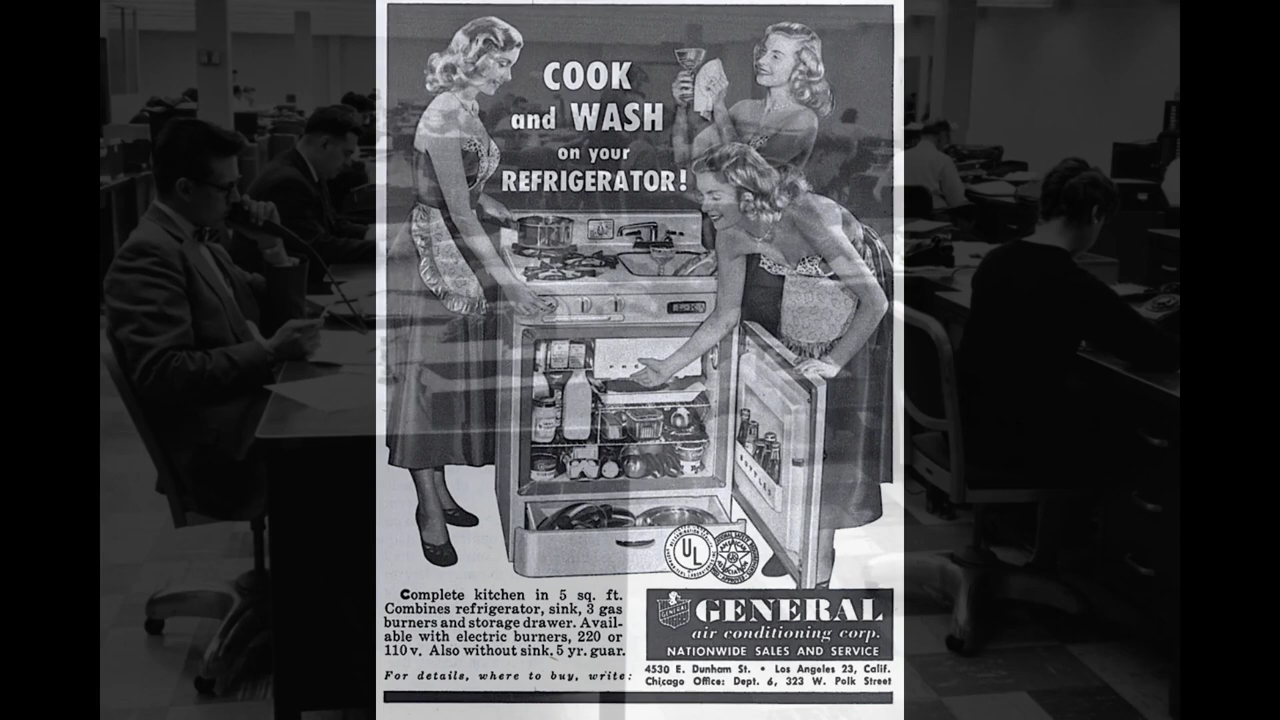 COOK
and WASH
on your
REFRIGERATOR!
BOTTLES
UL
GENERAL
GENERAL
air conditioning corp.
NATIONWIDE SALES AND SERVICE
Complete kitchen in 5 sq. ft.
Combines refrigerator, sink, 3 gas
burners and storage drawer. Avail-
able with electric burners, 220 or
110 v. Also without sink. 5 yr. guar.
For details, where to buy, write:
4530 E. Dunham St. • Los Angeles 23, Calif.
Chicago Office: Dept. 6, 323 W. Polk Street